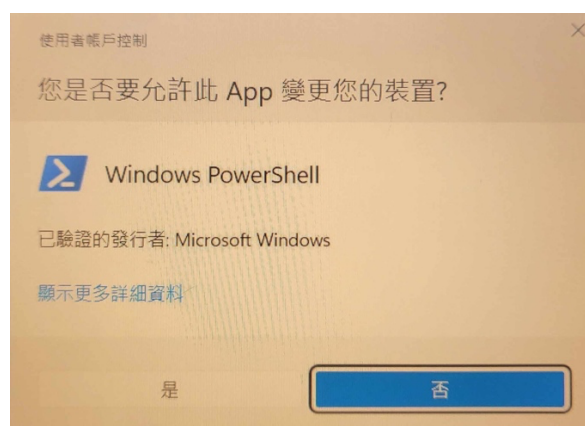 使用者帳戶控制
您是否要允許此 App 變更您的裝置?
Windows PowerShell
已驗證的發行者: Microsoft Windows
顯示更多詳細資料
是
否